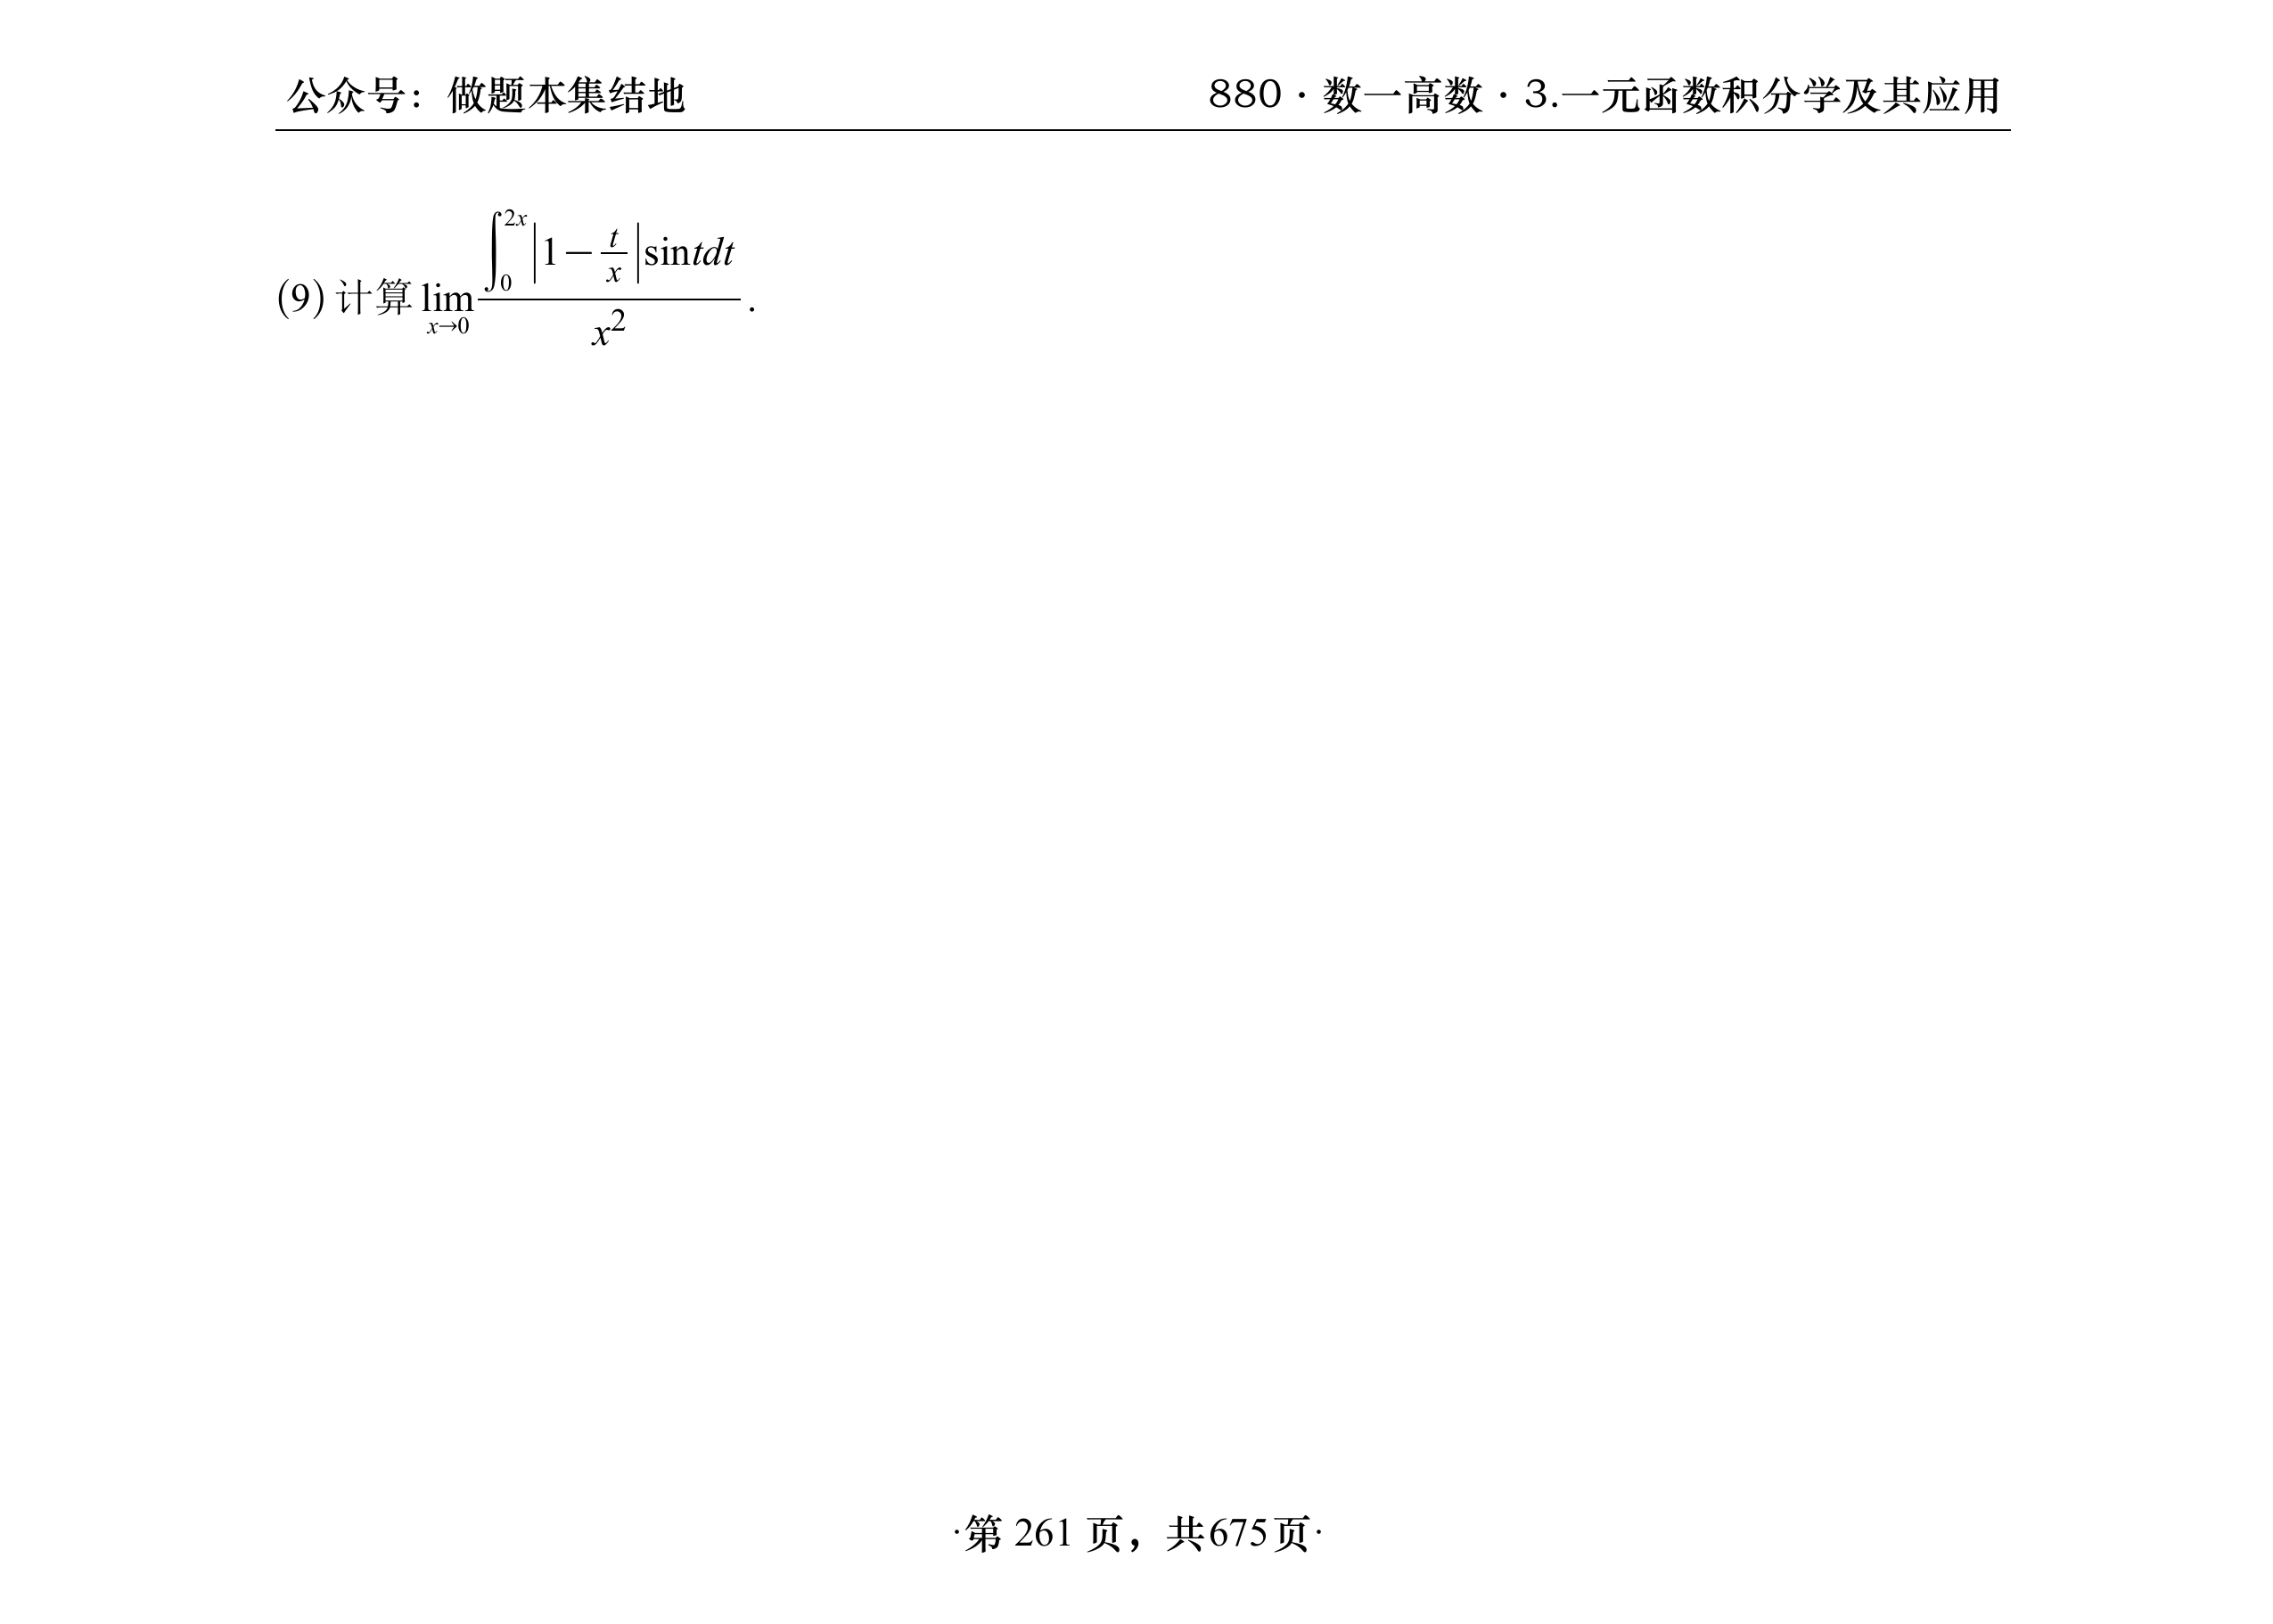 公众号：做题本集结地 880·数一高数·3.一元函数积分学及其应用
(9) 计算 $\lim_{x \to 0} \frac{\int_0^{2x} \left|1-\frac{t}{x}\right| \sin t dt}{x^2}$ .
·第 261 页，共675页·